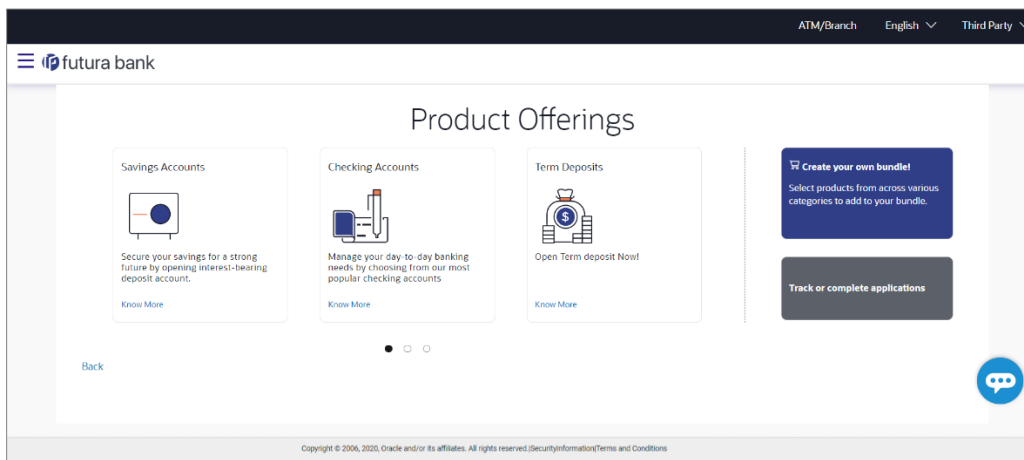 ATM/Branch English Third Party
futura bank
Product Offerings
Savings Accounts
Secure your savings for a strong
future by opening interest-bearing
deposit account.
Know More
Checking Accounts
Manage your day-to-day banking
needs by choosing from our most
popular checking accounts
Know More
Term Deposits
$
Open Term deposit Now!
Know More
Create your own bundle!
Select products from across various
categories to add to your bundle.
Track or complete applications
Back
Copyright © 2006, 2020, Oracle and/or its affiliates. All rights reserved.|SecurityInformation|Terms and Conditions